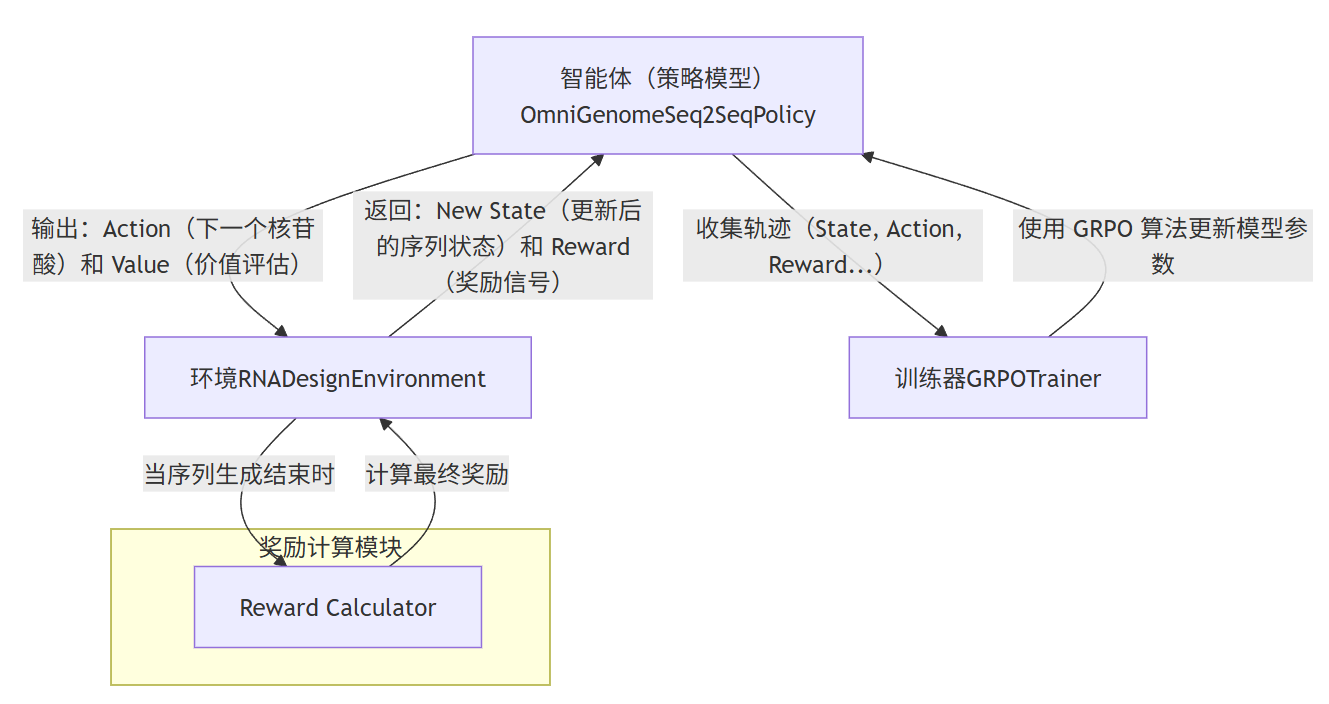 智能体（策略模型）
OmniGenomeSeq2SeqPolicy
输出：Action（下一个核苷
酸）和 Value（价值评估）
返回：New State（更新后
的序列状态）和 Reward
（奖励信号）
收集轨迹（State, Action,
Reward...）
使用 GRPO 算法更新模型参
数
环境RNADesignEnvironment
训练器GRPOTrainer
当序列生成结束时
计算最终奖励
奖励计算模块
Reward Calculator